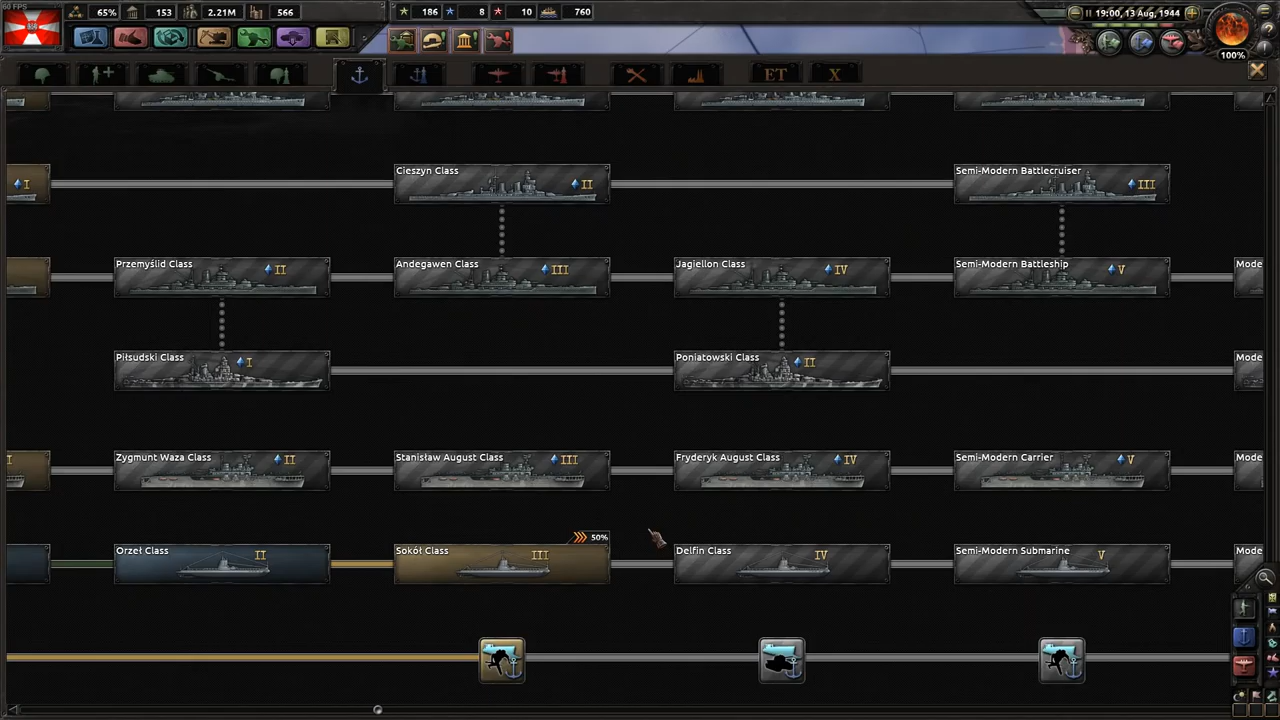 60 FPS
65% 153 2.21M 566 186 8 10 760 19:00, 13 Aug, 1944
100%
ET X
Cieszyn Class Semi-Modern Battlecruiser
I II III
Przemyślid Class Andegawen Class Jagiellon Class Semi-Modern Battleship Mode
II III IV V
Piłsudski Class Poniatowski Class Mode
I II
Zygmunt Waza Class Stanisław August Class Fryderyk August Class Semi-Modern Carrier Mode
I II III IV V
50%
Orzeł Class Sokół Class Delfin Class Semi-Modern Submarine Mode
II III IV V